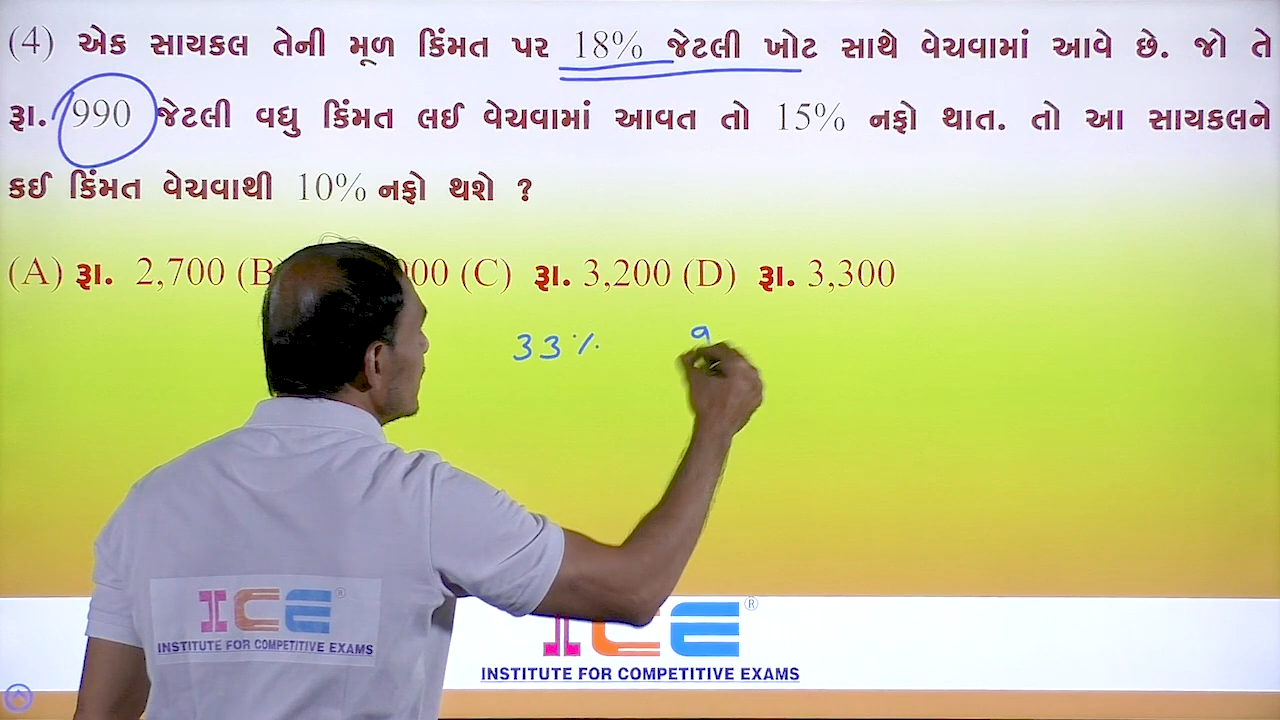 (4) એક સાયકલ તેની મૂળ કિંમત પર 18% જેટલી ખોટ સાથે વેચવામાં આવે છે. જો તે
રૂા. 990 જેટલી વધુ કિંમત લઈ વેચવામાં આવત તો 15% નફો થાત. તો આ સાયકલને
કઈ કિંમત વેચવાથી 10% નફો થશે ?
(A) રૂા. 2,700 (B 000 (C) રૂા. 3,200 (D) રૂા. 3,300
33% 9
ICE ®
INSTITUTE FOR COMPETITIVE EXAMS
ICE ®
INSTITUTE FOR COMPETITIVE EXAMS